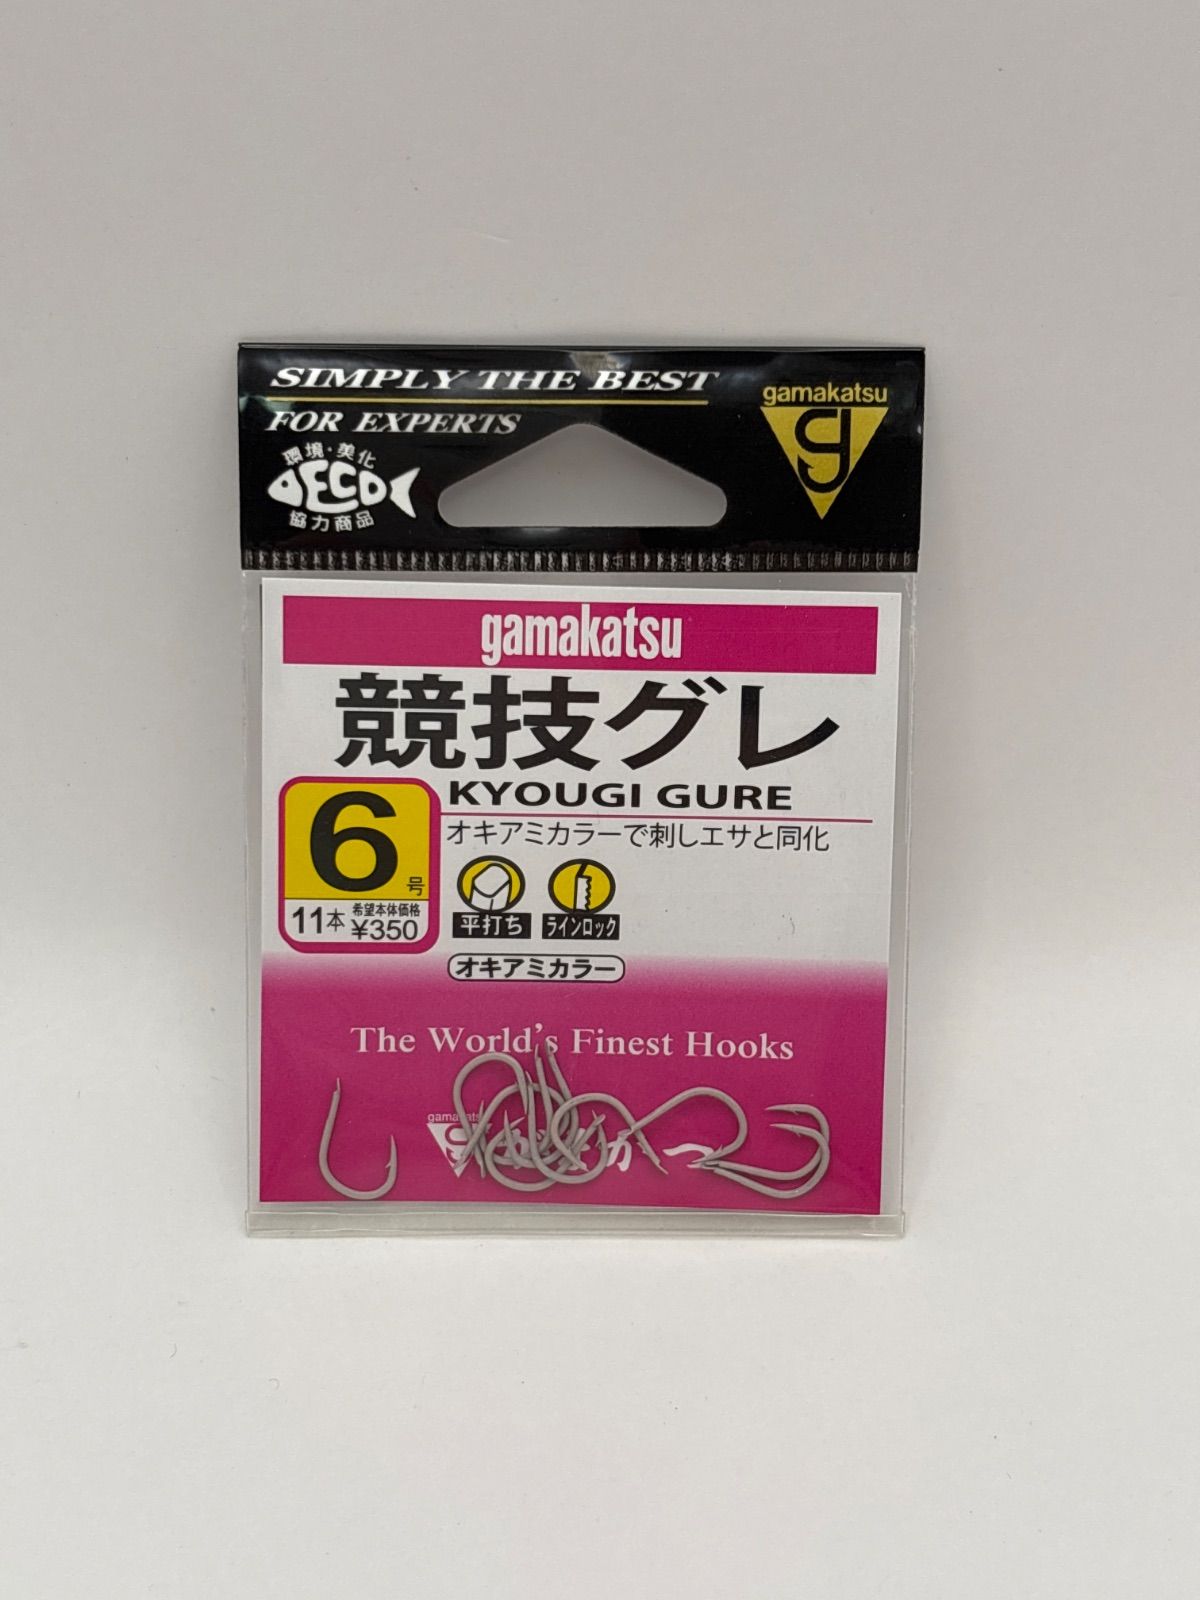 SIMPLY THE BEST
FOR EXPERTS
環境・美化
ECO
協力商品
gamakatsu
gamakatsu
競技グレ
KYOUGI GURE
オキアミカラーで刺しエサと同化
6号
11本 希望本体価格 ¥350
平打ち
ラインロック
オキアミカラー
The World's Finest Hooks
gamakatsu